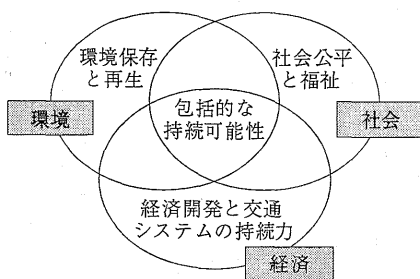 環境保存
と再生
社会公平
と福祉
環境
包括的な
持続可能性
社会
経済開発と交通
システムの持続力
経済